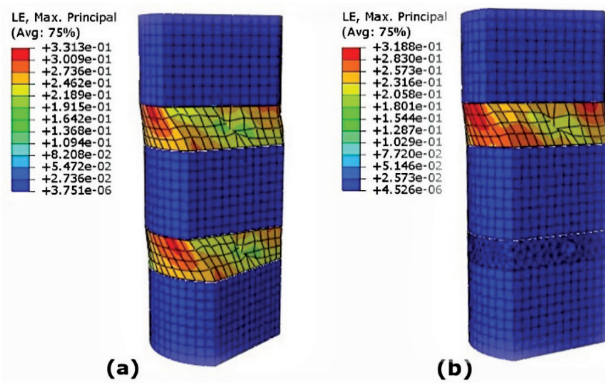 LE, Max. Principal
(Avg: 75%)
+3.313e-01
+3.009e-01
+2.736e-01
+2.462e-01
+2.189e-01
+1.915e-01
+1.642e-01
+1.368e-01
+1.094e-01
+8.208e-02
+5.472e-02
+2.736e-02
+3.751e-06
(a)
LE, Max. Principal
(Avg: 75%)
+3.188e-01
+2.830e-01
+2.573e-01
+2.316e-01
+2.058e-01
+1.801e-01
+1.544e-01
+1.287e-01
+1.029e-01
+7.720e-02
+5.146e-02
+2.573e-02
+4.526e-06
(b)